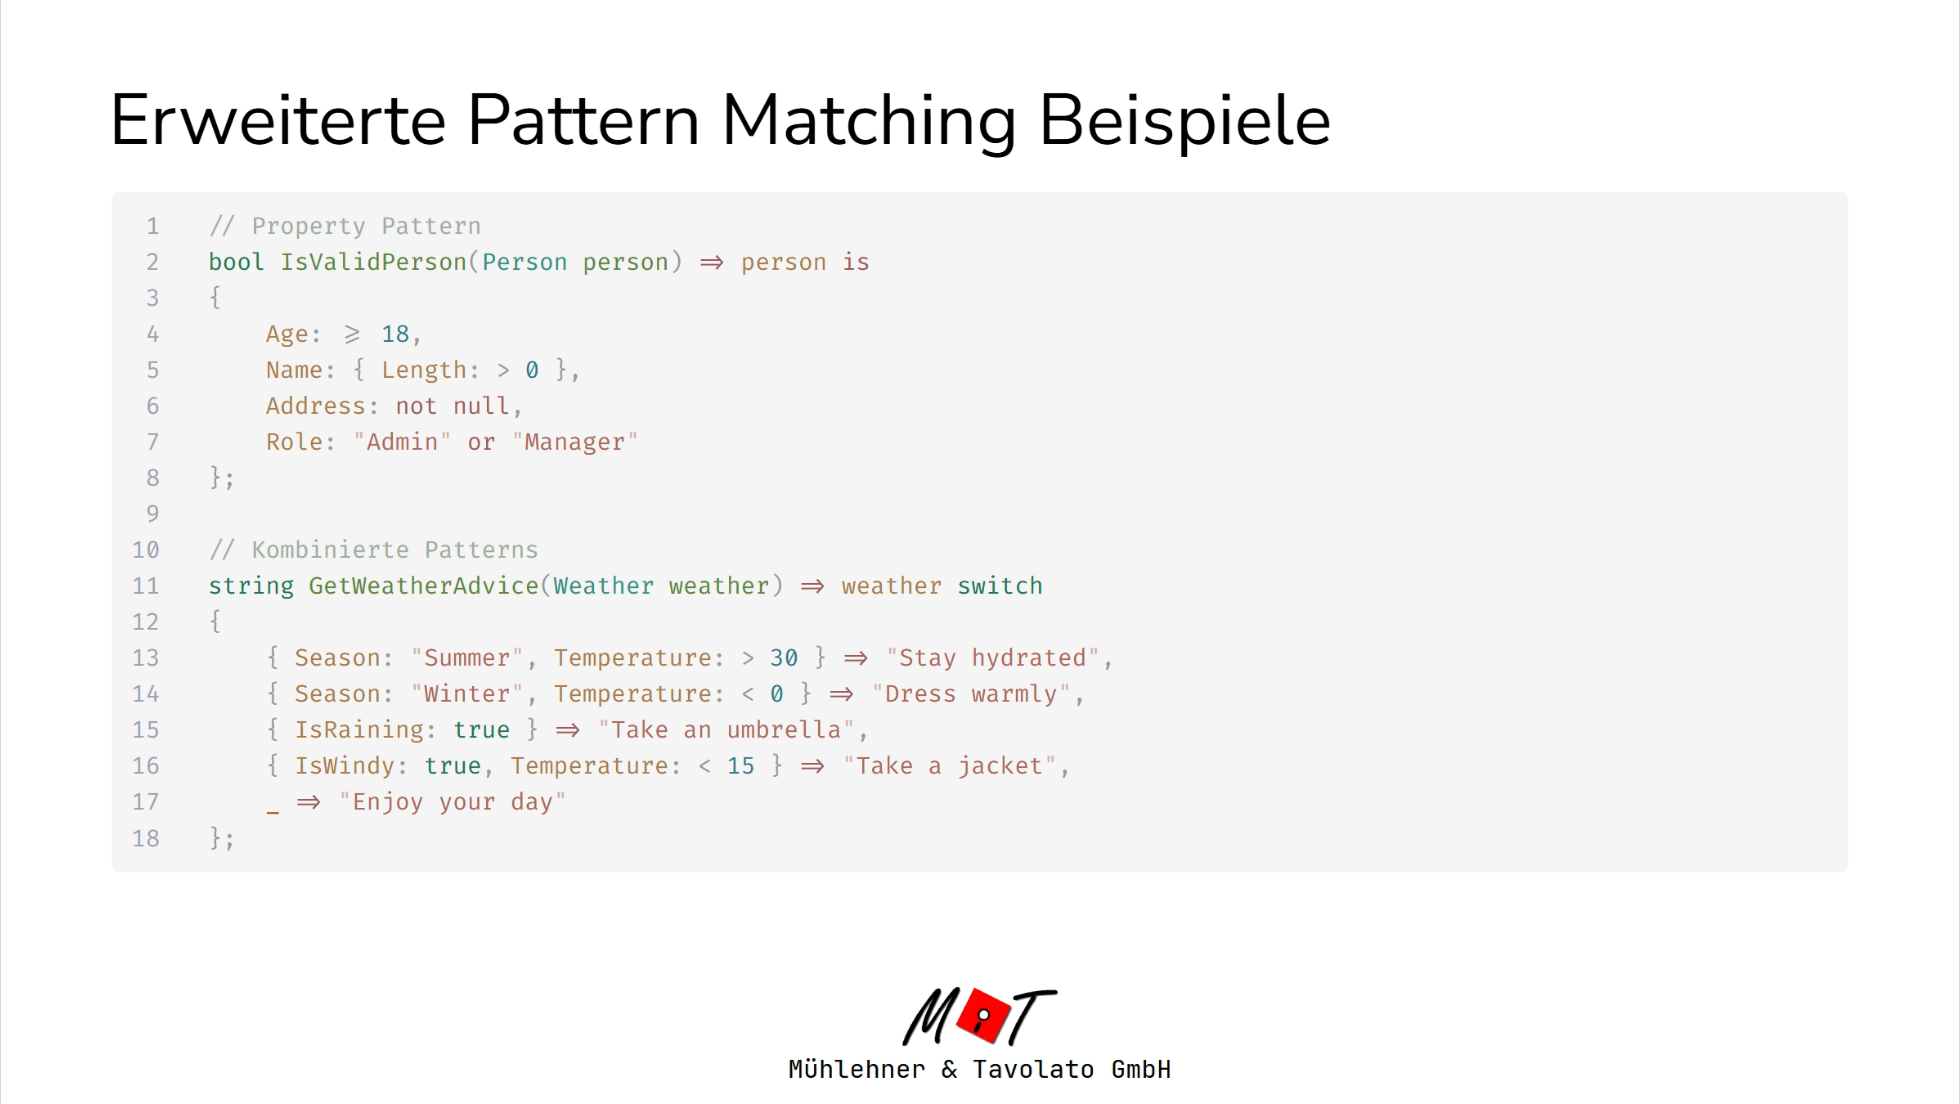 Erweiterte Pattern Matching Beispiele
1 // Property Pattern
2 bool IsValidPerson(Person person) => person is
3 {
4     Age: >= 18,
5     Name: { Length: > 0 },
6     Address: not null,
7     Role: "Admin" or "Manager"
8 };
9
10 // Kombinierte Patterns
11 string GetWeatherAdvice(Weather weather) => weather switch
12 {
13     { Season: "Summer", Temperature: > 30 } => "Stay hydrated",
14     { Season: "Winter", Temperature: < 0 } => "Dress warmly",
15     { IsRaining: true } => "Take an umbrella",
16     { IsWindy: true, Temperature: < 15 } => "Take a jacket",
17     _ => "Enjoy your day"
18 };
M T
Mühlehner & Tavolato GmbH